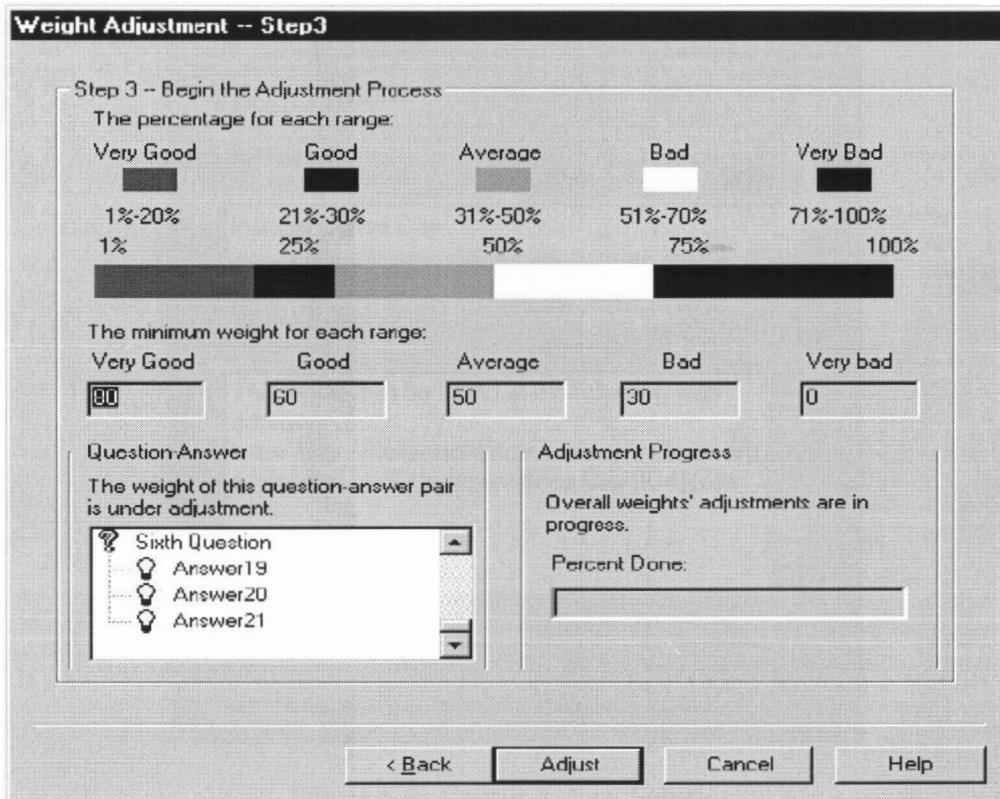 Weight Adjustment -- Step3
Step 3 -- Begin the Adjustment Process
The percentage for each range:
Very Good Good Average Bad Very Bad
1%-20% 21%-30% 31%-50% 51%-70% 71%-100%
1% 25% 50% 75% 100%
The minimum weight for each range:
Very Good Good Average Bad Very bad
80 60 50 30 0
Question-Answer Adjustment Progress
The weight of this question-answer pair
is under adjustment.
Overall weights' adjustments are in
progress.
Sixth Question
Answer19
Answer20
Answer21
Percent Done:
< Back Adjust Cancel Help